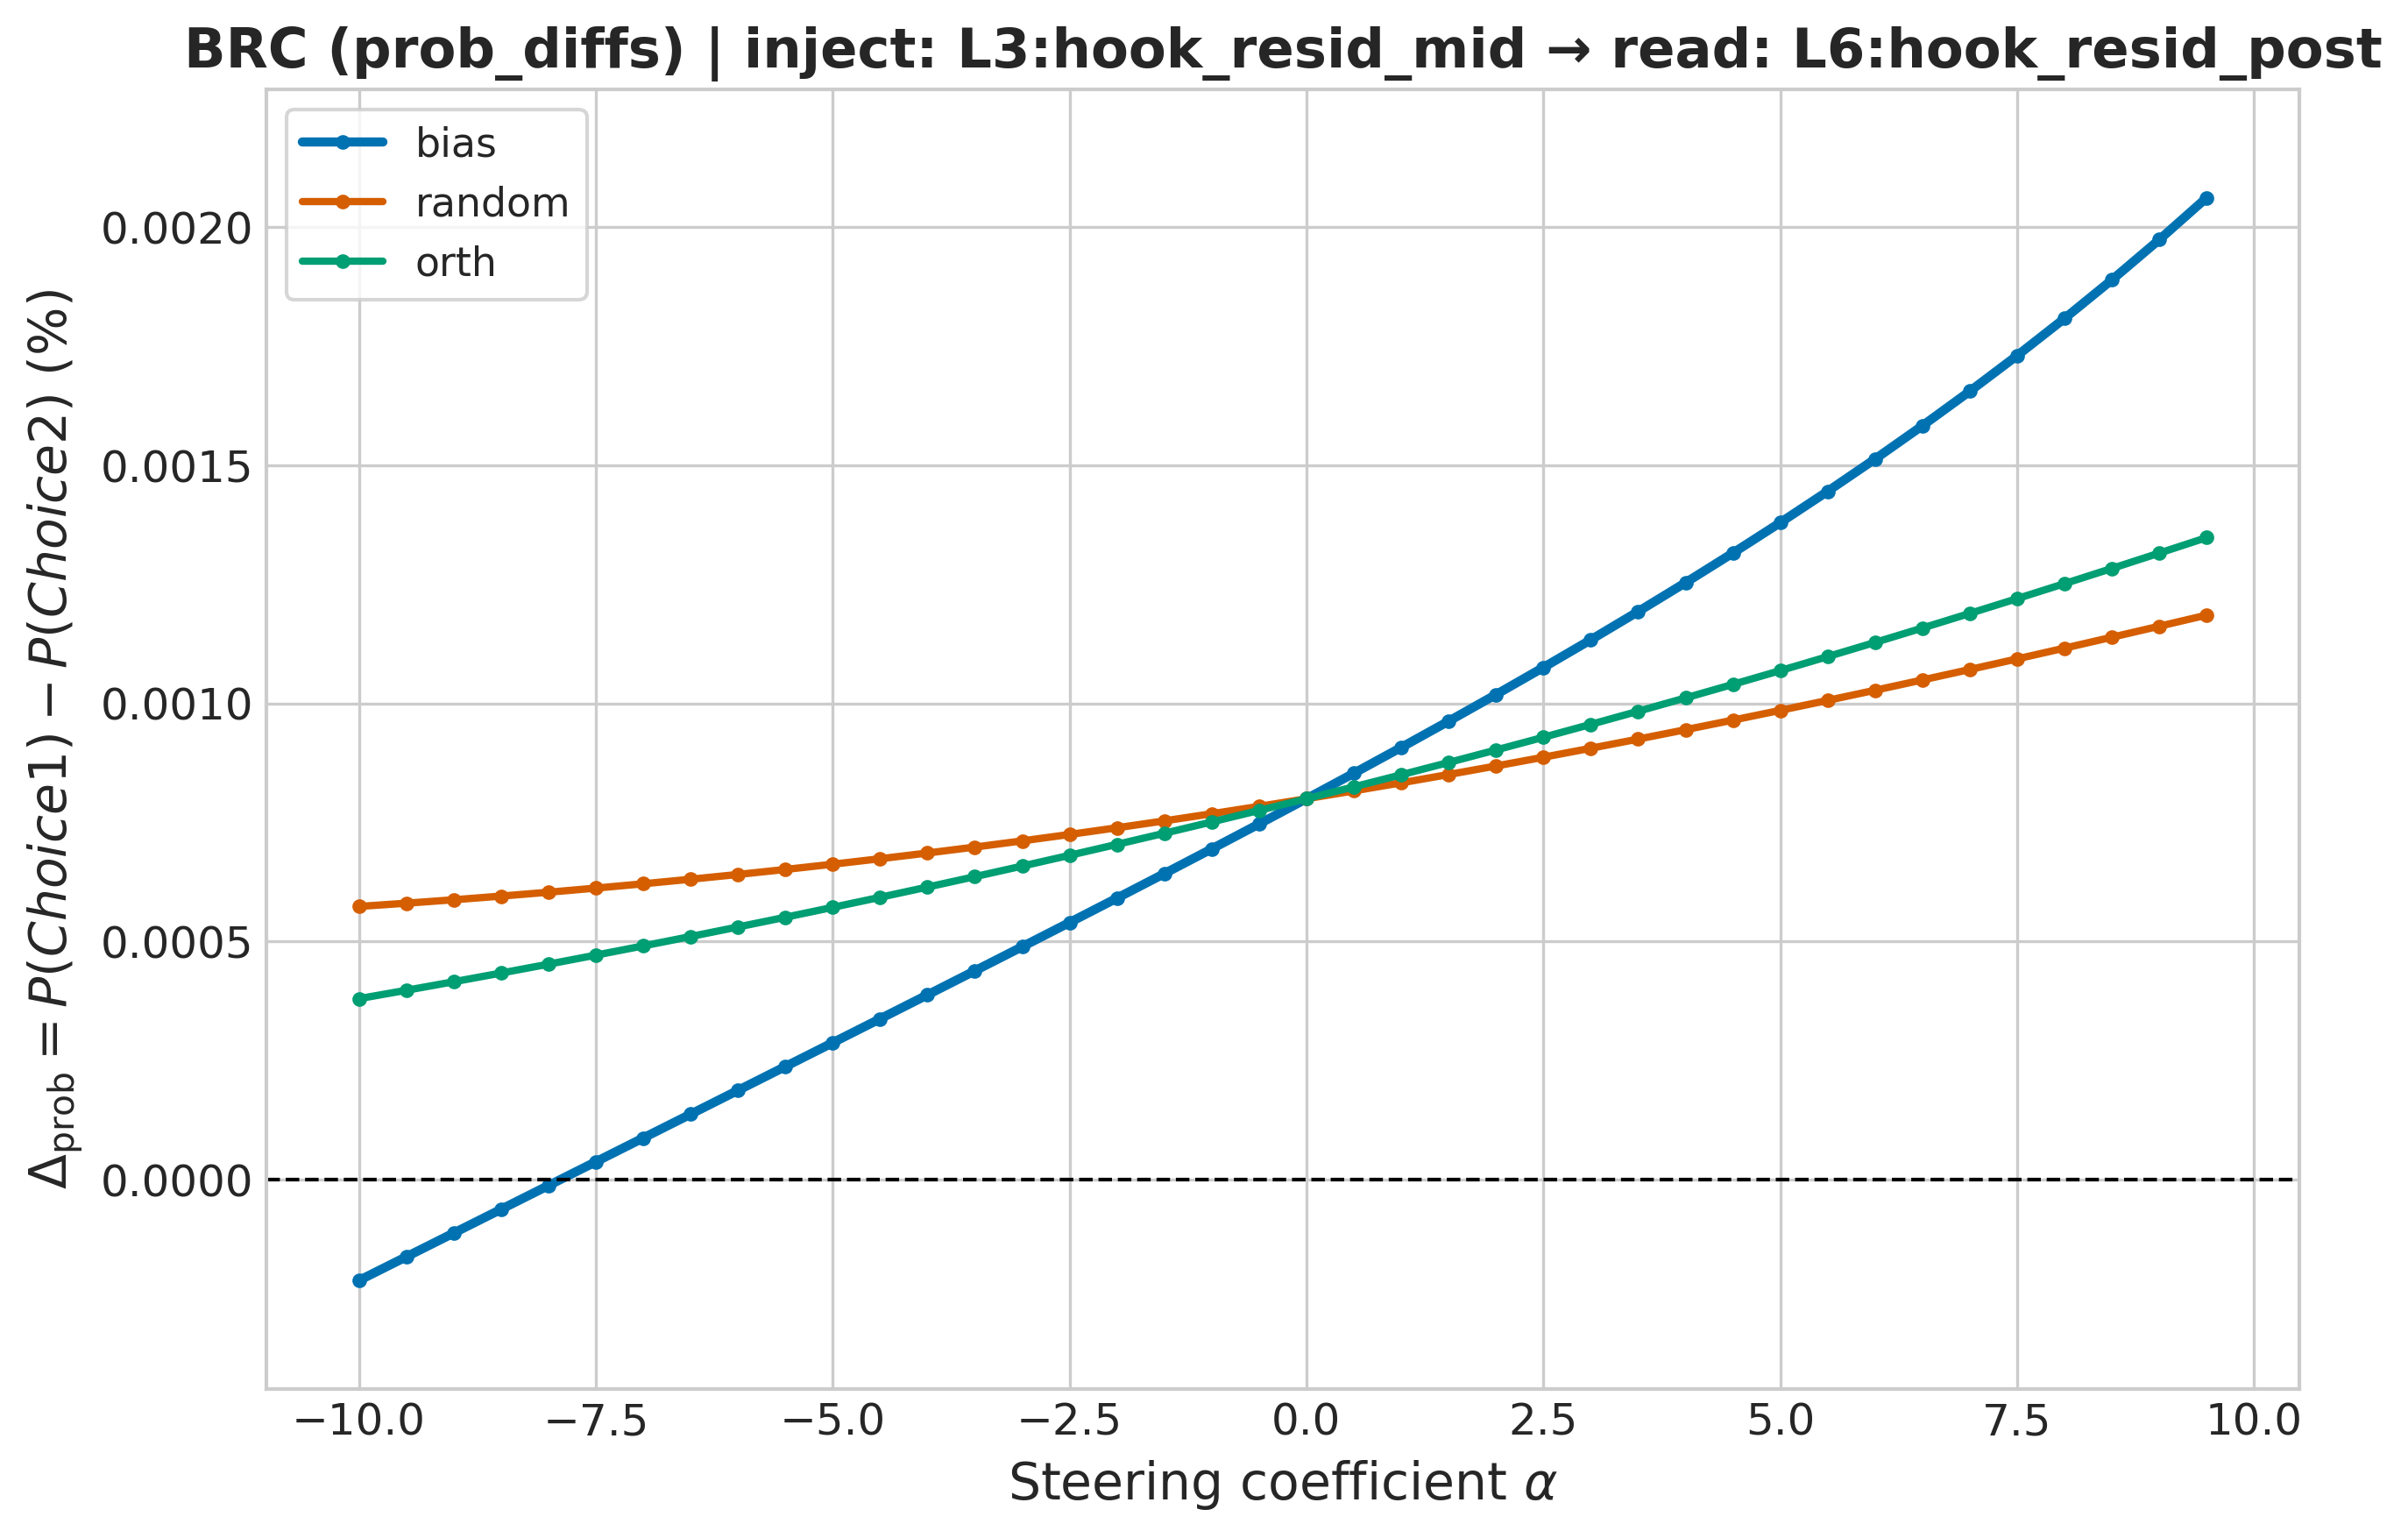 BRC (prob_diffs) | inject: L3:hook_resid_mid → read: L6:hook_resid_post
bias
random
orth
Δprob = P(Choice1) − P(Choice2) (%)
0.0020
0.0015
0.0010
0.0005
0.0000
−10.0 −7.5 −5.0 −2.5 0.0 2.5 5.0 7.5 10.0
Steering coefficient α